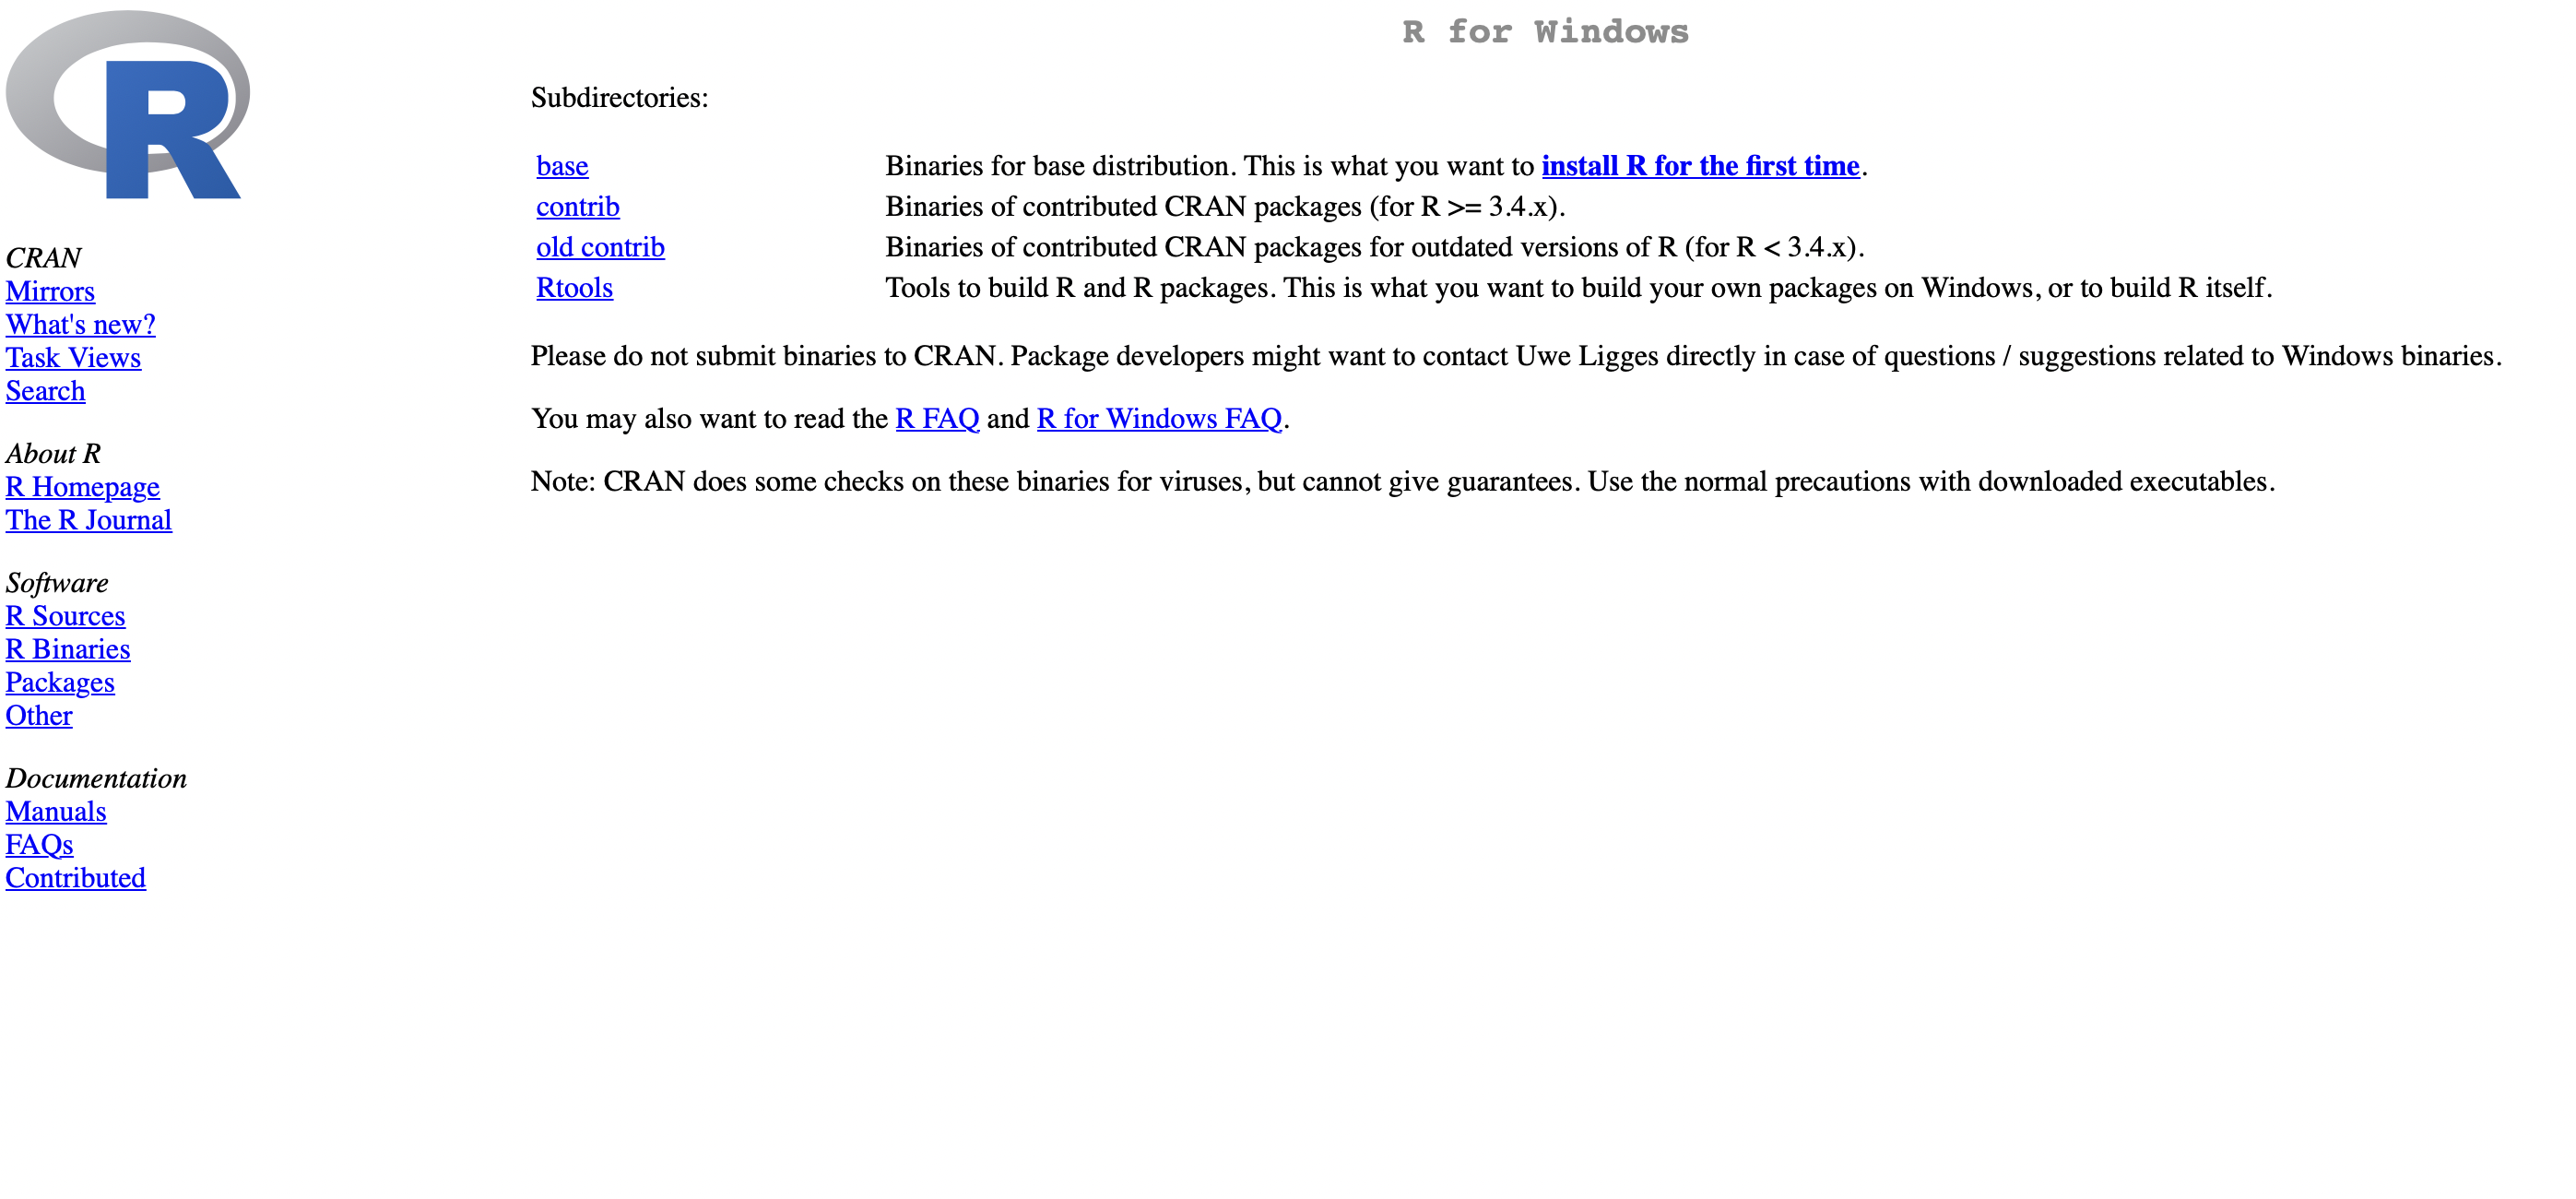 R
CRAN
Mirrors
What's new?
Task Views
Search
About R
R Homepage
The R Journal
Software
R Sources
R Binaries
Packages
Other
Documentation
Manuals
FAQs
Contributed
R for Windows
Subdirectories:
base Binaries for base distribution. This is what you want to install R for the first time.
contrib Binaries of contributed CRAN packages (for R >= 3.4.x).
old contrib Binaries of contributed CRAN packages for outdated versions of R (for R < 3.4.x).
Rtools Tools to build R and R packages. This is what you want to build your own packages on Windows, or to build R itself.
Please do not submit binaries to CRAN. Package developers might want to contact Uwe Ligges directly in case of questions / suggestions related to Windows binaries.
You may also want to read the R FAQ and R for Windows FAQ.
Note: CRAN does some checks on these binaries for viruses, but cannot give guarantees. Use the normal precautions with downloaded executables.